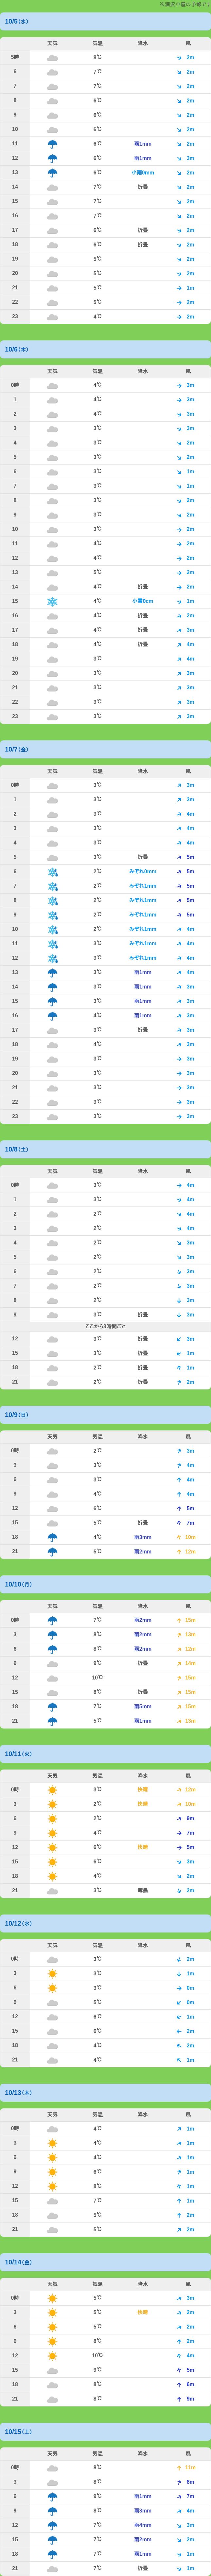 10/5(水)
天気 気温 降水 風
5時 8℃ 2m
6 7℃ 2m
7 7℃ 2m
8 6℃ 2m
9 6℃ 2m
10 6℃ 2m
11 6℃ 雨1mm 2m
12 6℃ 雨1mm 3m
13 6℃ 小雨0mm 2m
14 7℃ 折曇 2m
15 7℃ 2m
16 7℃ 2m
17 6℃ 折曇 2m
18 6℃ 折曇 2m
19 5℃ 2m
20 5℃ 2m
21 5℃ 1m
22 5℃ 2m
23 4℃ 2m
10/6(木)
天気 気温 降水 風
0時 4℃ 3m
1 4℃ 3m
2 4℃ 3m
3 3℃ 3m
4 3℃ 2m
5 3℃ 2m
6 3℃ 1m
7 3℃ 1m
8 3℃ 2m
9 3℃ 2m
10 3℃ 2m
11 4℃ 2m
12 4℃ 2m
13 5℃ 2m
14 4℃ 折曇 2m
15 4℃ 小雪0cm 1m
16 4℃ 折曇 2m
17 4℃ 折曇 3m
18 4℃ 折曇 4m
19 3℃ 4m
20 3℃ 3m
21 3℃ 3m
22 3℃ 3m
23 3℃ 3m
10/7(金)
天気 気温 降水 風
0時 3℃ 3m
1 3℃ 3m
2 3℃ 4m
3 3℃ 4m
4 3℃ 4m
5 3℃ 折曇 5m
6 2℃ みぞれ0mm 5m
7 2℃ みぞれ1mm 5m
8 2℃ みぞれ1mm 5m
9 2℃ みぞれ1mm 5m
10 2℃ みぞれ1mm 4m
11 3℃ みぞれ1mm 4m
12 3℃ みぞれ1mm 4m
13 3℃ 雨1mm 4m
14 3℃ 雨1mm 3m
15 3℃ 雨1mm 3m
16 4℃ 雨1mm 3m
17 3℃ 折曇 3m
18 4℃ 3m
19 3℃ 3m
20 3℃ 3m
21 3℃ 3m
22 3℃ 3m
23 3℃ 3m
10/8(土)
天気 気温 降水 風
0時 3℃ 4m
1 3℃ 4m
2 2℃ 4m
3 2℃ 4m
4 2℃ 3m
5 2℃ 3m
6 2℃ 3m
7 2℃ 3m
8 2℃ 3m
9 3℃ 折曇 3m
ここから3時間ごと
12 3℃ 折曇 3m
15 3℃ 折曇 1m
18 2℃ 折曇 1m
21 2℃ 折曇 2m
10/9(日)
天気 気温 降水 風
0時 2℃ 3m
3 3℃ 4m
6 3℃ 4m
9 4℃ 4m
12 6℃ 5m
15 5℃ 折曇 7m
18 4℃ 雨3mm 10m
21 5℃ 雨2mm 12m
10/10(月)
天気 気温 降水 風
0時 7℃ 雨2mm 15m
3 8℃ 雨2mm 13m
6 8℃ 雨2mm 12m
9 9℃ 折曇 14m
12 10℃ 15m
15 8℃ 折曇 15m
18 7℃ 雨5mm 15m
21 5℃ 雨1mm 13m
10/11(火)
天気 気温 降水 風
0時 3℃ 快晴 12m
3 2℃ 快晴 10m
6 2℃ 9m
9 4℃ 7m
12 6℃ 快晴 5m
15 6℃ 3m
18 4℃ 2m
21 3℃ 薄曇 2m
10/12(水)
天気 気温 降水 風
0時 3℃ 2m
3 3℃ 1m
6 3℃ 0m
9 5℃ 0m
12 6℃ 1m
15 6℃ 2m
18 4℃ 2m
21 4℃ 1m
10/13(木)
天気 気温 降水 風
0時 4℃ 1m
3 4℃ 1m
6 4℃ 1m
9 6℃ 1m
12 8℃ 1m
15 7℃ 1m
18 5℃ 2m
21 5℃ 2m
10/14(金)
天気 気温 降水 風
0時 5℃ 3m
3 5℃ 快晴 2m
6 5℃ 2m
9 8℃ 2m
12 10℃ 4m
15 9℃ 5m
18 8℃ 6m
21 8℃ 9m
10/15(土)
天気 気温 降水 風
0時 8℃ 11m
3 8℃ 8m
6 9℃ 雨1mm 7m
9 8℃ 雨3mm 4m
12 7℃ 雨4mm 3m
15 7℃ 雨2mm 2m
18 7℃ 雨1mm 1m
21 7℃ 折曇 1m